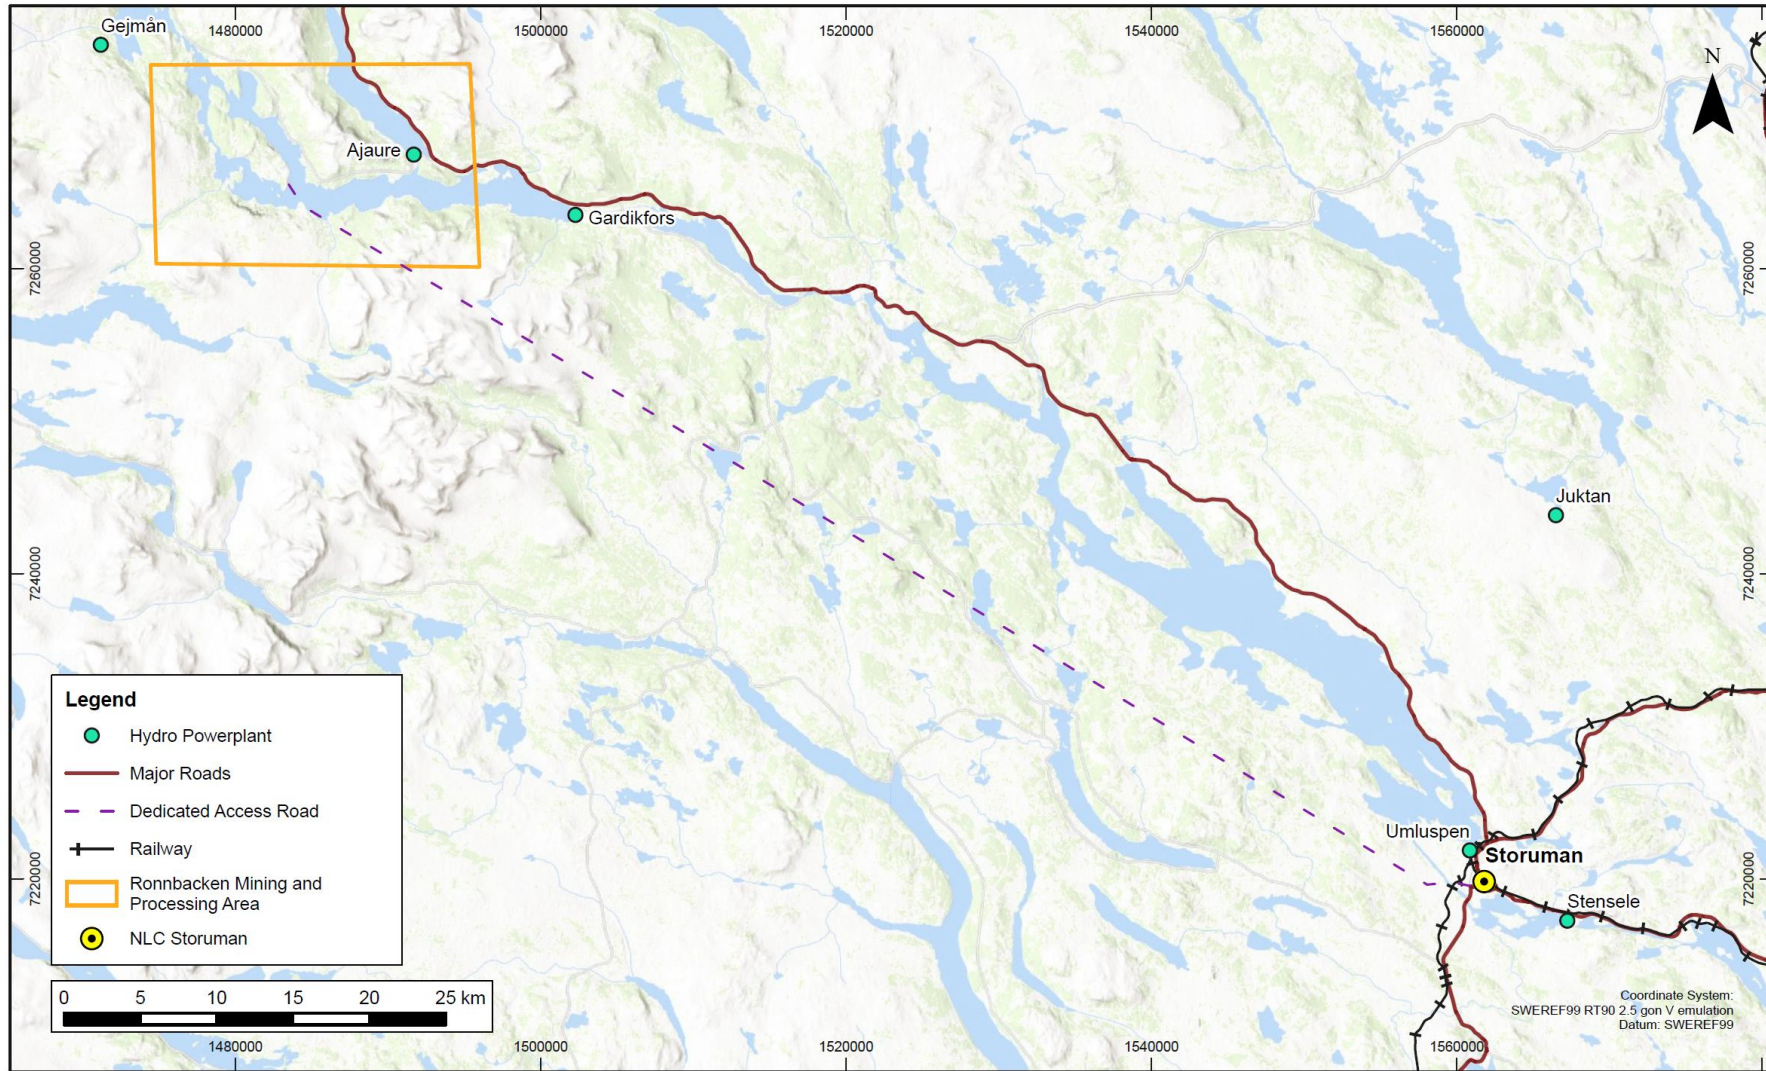 Gejmån
1480000
1500000
1520000
1540000
1560000
N
Ajaure
Gardikfors
7260000
7260000
Juktan
7240000
7240000
Legend
Hydro Powerplant
Major Roads
Dedicated Access Road
Railway
Ronnbacken Mining and
Processing Area
NLC Storuman
Umluspen
Storuman
7220000
7220000
Stensele
0 5 10 15 20 25 km
Coordinate System:
SWEREF99 RT90 2.5 gon V emulation
Datum: SWEREF99
1480000
1500000
1520000
1540000
1560000